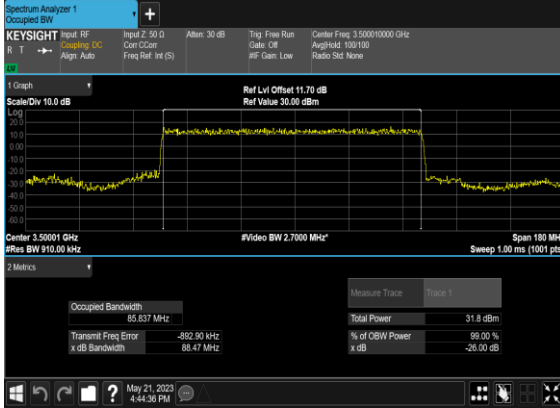 Spectrum Analyzer 1
Occupied BW
+
KEYSIGHT Input: RF Input Z: 50 Ω Atten: 30 dB Trig: Free Run Center Freq: 3.500010000 GHz
R T Coupling: DC Corr CCorr Gate: Off Avg|Hold: 100/100
Align: Auto Freq Ref: Int (S) #IF Gain: Low Radio Std: None
1 Graph
Ref Lvl Offset 11.70 dB
Scale/Div 10.0 dB Ref Value 30.00 dBm
Log
20.0
10.0
0.00
-10.0
-20.0
-30.0
-40.0
-50.0
-60.0
Center 3.50001 GHz #Video BW 2.7000 MHz* Span 180 MH
#Res BW 910.00 kHz Sweep 1.00 ms (1001 pts
2 Metrics
Measure Trace Trace 1
Occupied Bandwidth
85.837 MHz Total Power 31.8 dBm
Transmit Freq Error -892.90 kHz % of OBW Power 99.00 %
x dB Bandwidth 88.47 MHz x dB -26.00 dB
? May 21, 2023
4:44:36 PM